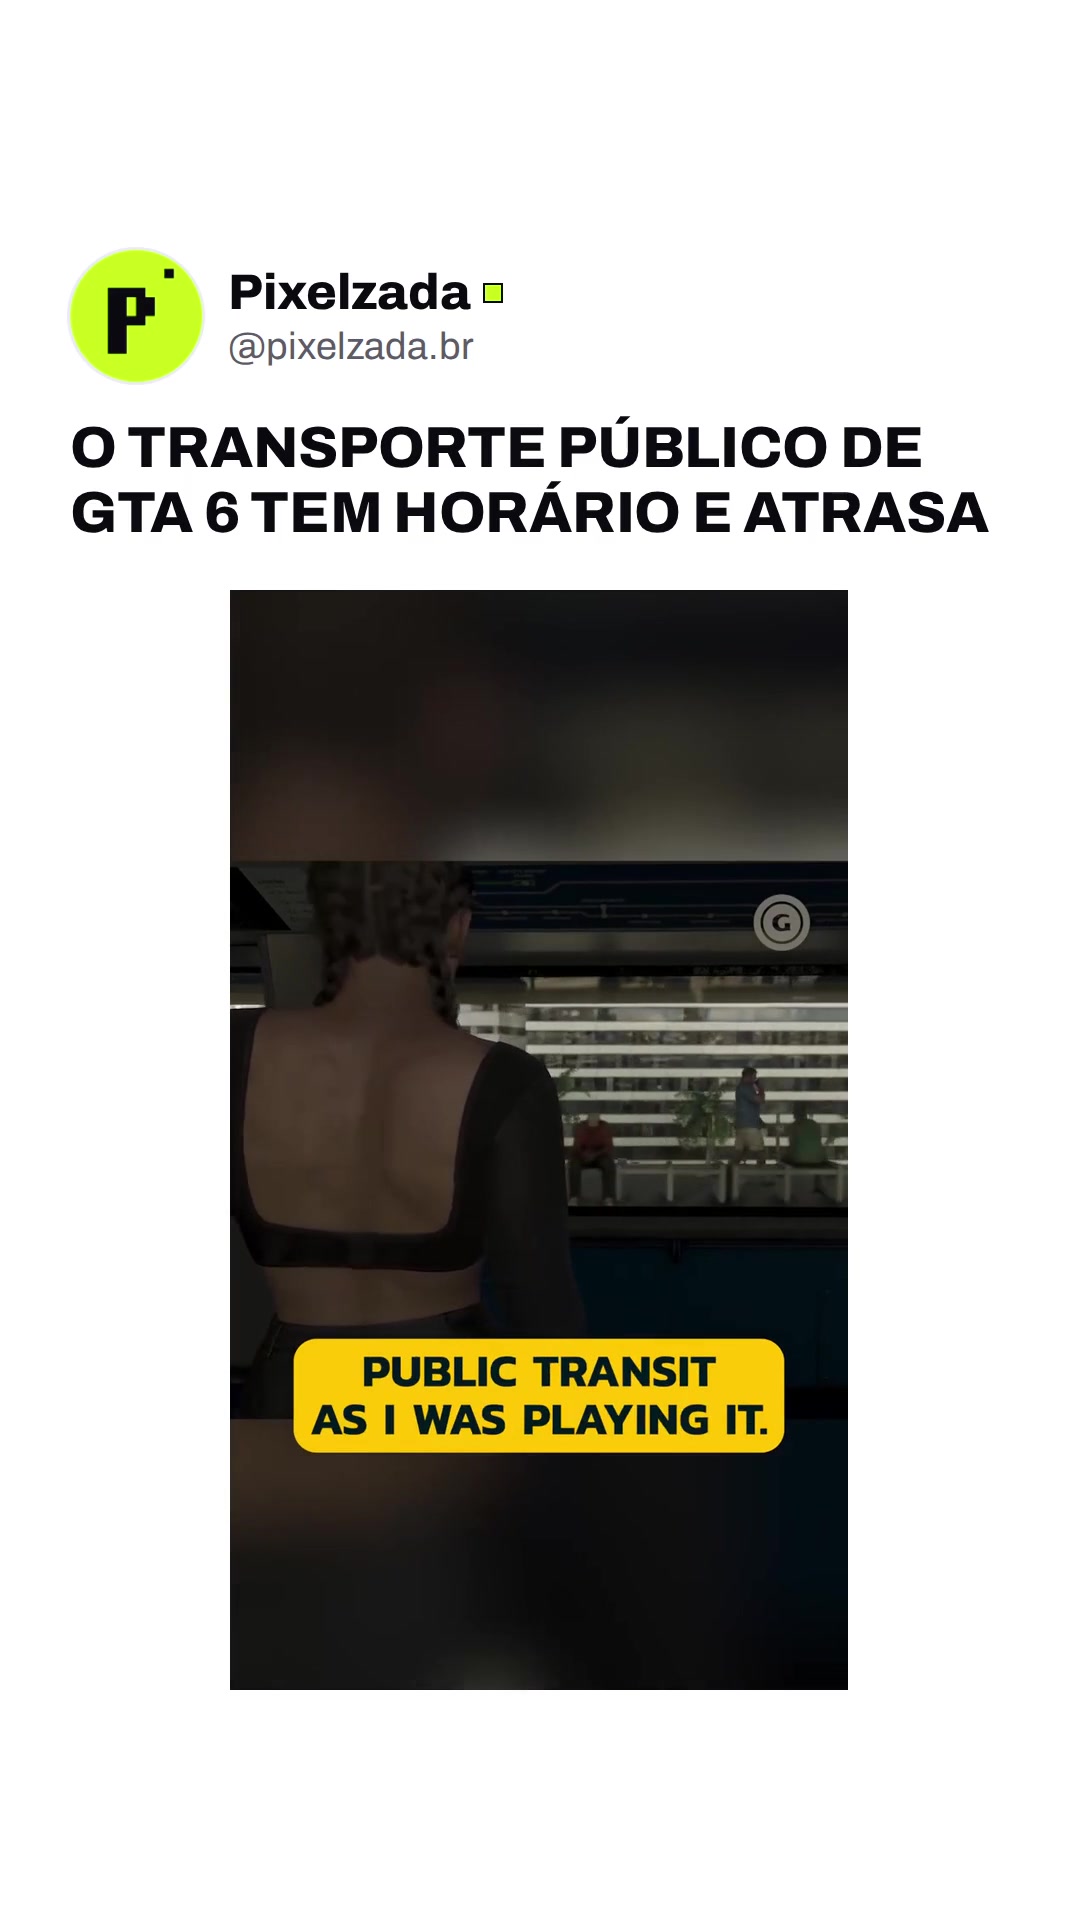 Pixelzada
@pixelzada.br
O TRANSPORTE PÚBLICO DE
GTA 6 TEM HORÁRIO E ATRASA
G
PUBLIC TRANSIT
AS I WAS PLAYING IT.